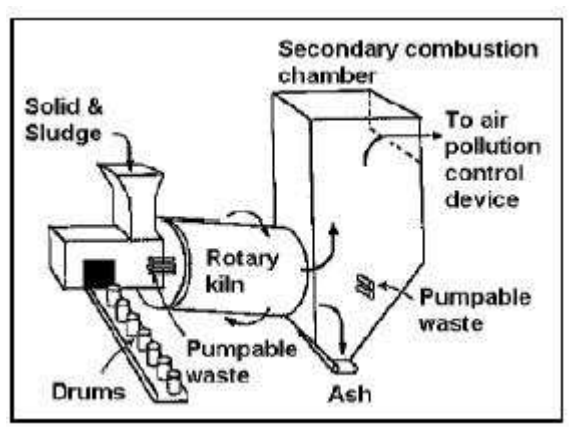 Secondary combustion
chamber
Solid &
Sludge
To air
pollution
control
device
Rotary
kiln
Pumpable
waste
Pumpable
waste
Drums
Ash